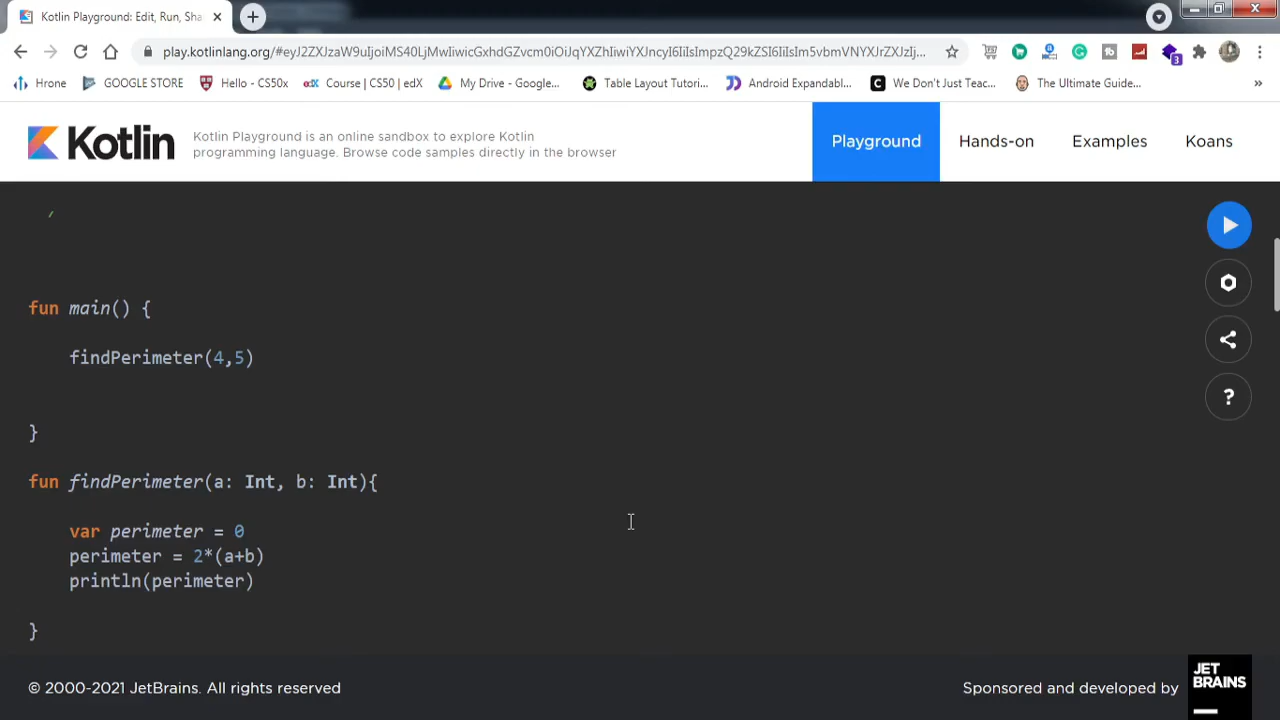 Kotlin Playground: Edit, Run, Sha
play.kotlinlang.org/#eyJ2ZXJzaW9uIjoiMS40LjMwIiwicGxhdGZvcm0iOiJqYXZhIiwiYXJncyI6IiIsImpzQ29kZSI6IiIsIm5vbmVNYXJrZXJzIj...
3
Hrone
GOOGLE STORE
Hello - CS50x
Course | CS50 | edX
My Drive - Google...
Table Layout Tutori...
Android Expandabl...
We Don't Just Teac...
The Ultimate Guide...
»
Kotlin
Kotlin Playground is an online sandbox to explore Kotlin
programming language. Browse code samples directly in the browser
Playground
Hands-on
Examples
Koans
fun main() {
findPerimeter(4,5)
}
fun findPerimeter(a: Int, b: Int){
var perimeter = 0
perimeter = 2*(a+b)
println(perimeter)
}
?
© 2000-2021 JetBrains. All rights reserved
Sponsored and developed by
JET
BRAINS